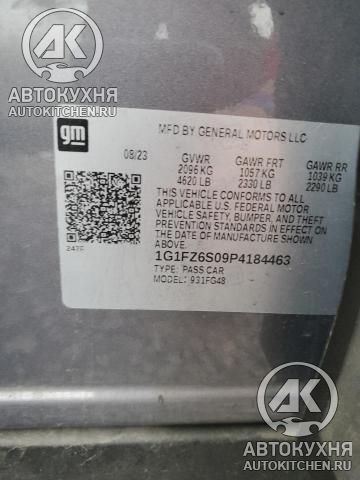 АВТОКУХНЯ
AUTOKITCHEN.RU
gm
MFD BY GENERAL MOTORS LLC
08/23 GVWR GAWR FRT GAWR RR
2096 KG 1057 KG 1039 KG
4620 LB 2330 LB 2290 LB
THIS VEHICLE CONFORMS TO ALL
APPLICABLE U.S. FEDERAL MOTOR
VEHICLE SAFETY, BUMPER, AND THEFT
PREVENTION STANDARDS IN EFFECT
ON THE DATE OF MANUFACTURE SHOWN
ABOVE.
247F
1G1FZ6S09P4184463
TYPE: PASS CAR
MODEL: 931FG48
АК
АВТОКУХНЯ
AUTOKITCHEN.RU